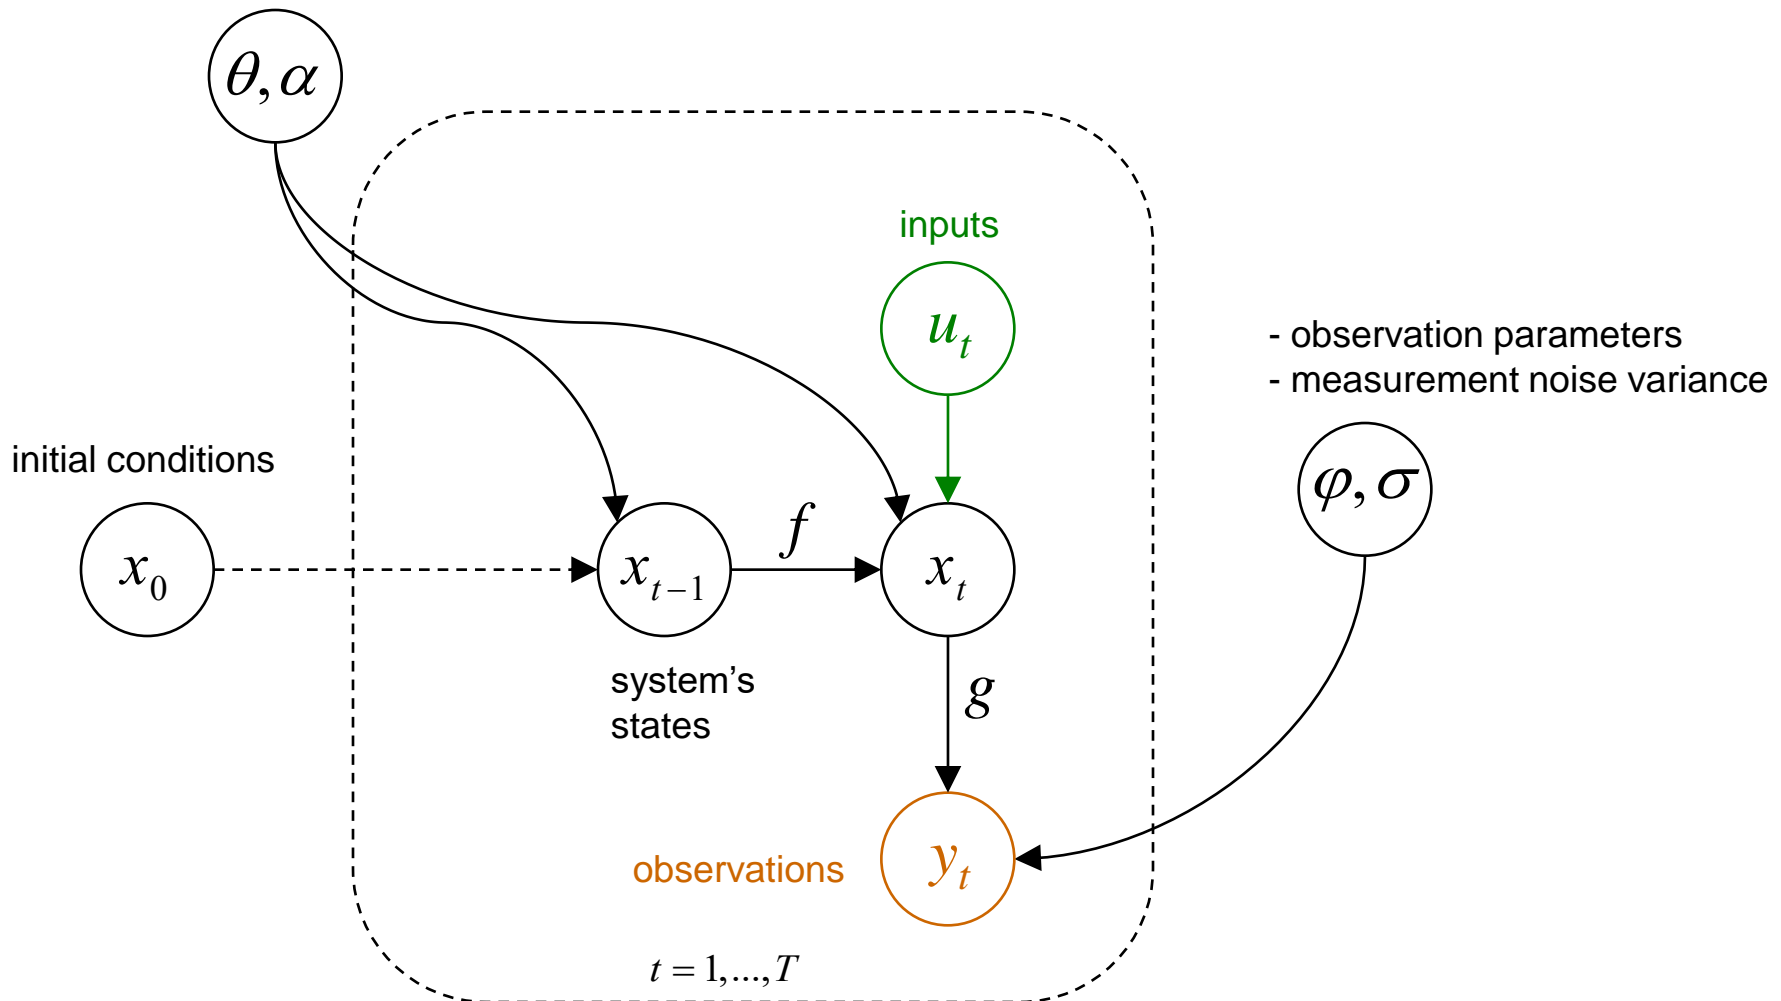 θ, α
inputs
u_t
- observation parameters
- measurement noise variance
φ, σ
initial conditions
x_0
x_{t−1}
f
x_t
system’s
states
g
observations
y_t
t = 1,...,T